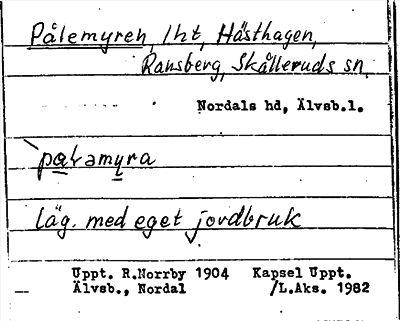 Pålemyren, lht, Hästhagen,
Ransberg, Skålleruds sn,
Nordals hd, Älvsb.l.
`palamyra
läg. med eget jordbruk
Uppt. R.Norrby 1904 Kapsel Uppt.
Älvsb., Nordal /L.Aks. 1982